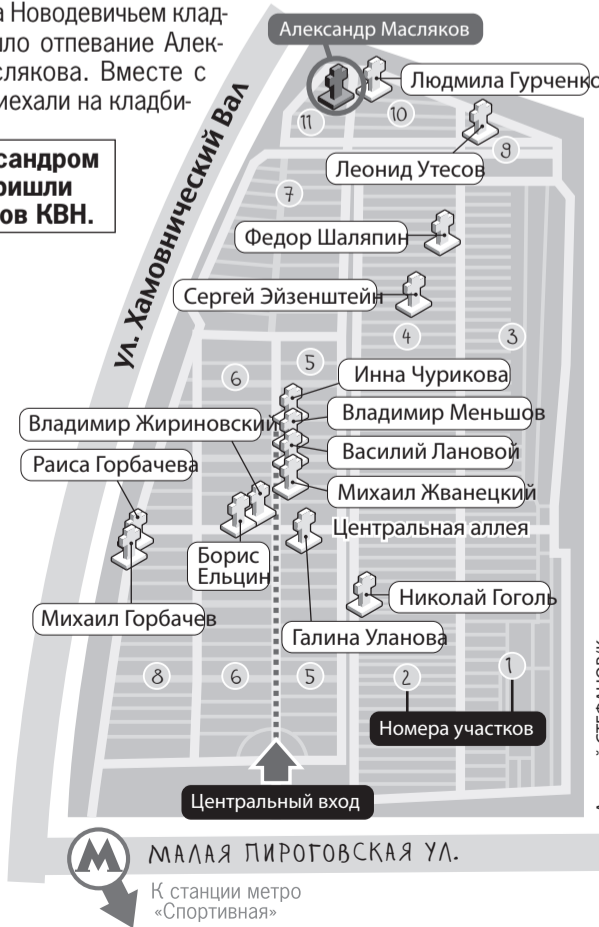 а Новодевичьем клад-
ло отпевание Алек-
слякова. Вместе с
иехали на кладби-
сандром
ришли
ов КВН.
Александр Масляков
Людмила Гурченко
11
10
9
Леонид Утесов
ул. Хамовнический Вал
7
Федор Шаляпин
Сергей Эйзенштейн
4
3
5
6
Инна Чурикова
Владимир Меньшов
Владимир Жириновский
Василий Лановой
Раиса Горбачева
Михаил Жванецкий
Центральная аллея
Борис
Ельцин
Николай Гоголь
Михаил Горбачев
Галина Уланова
8
6
5
2
1
Номера участков
Центральный вход
М
МАЛАЯ ПИРОГОВСКАЯ УЛ.
К станции метро
«Спортивная»